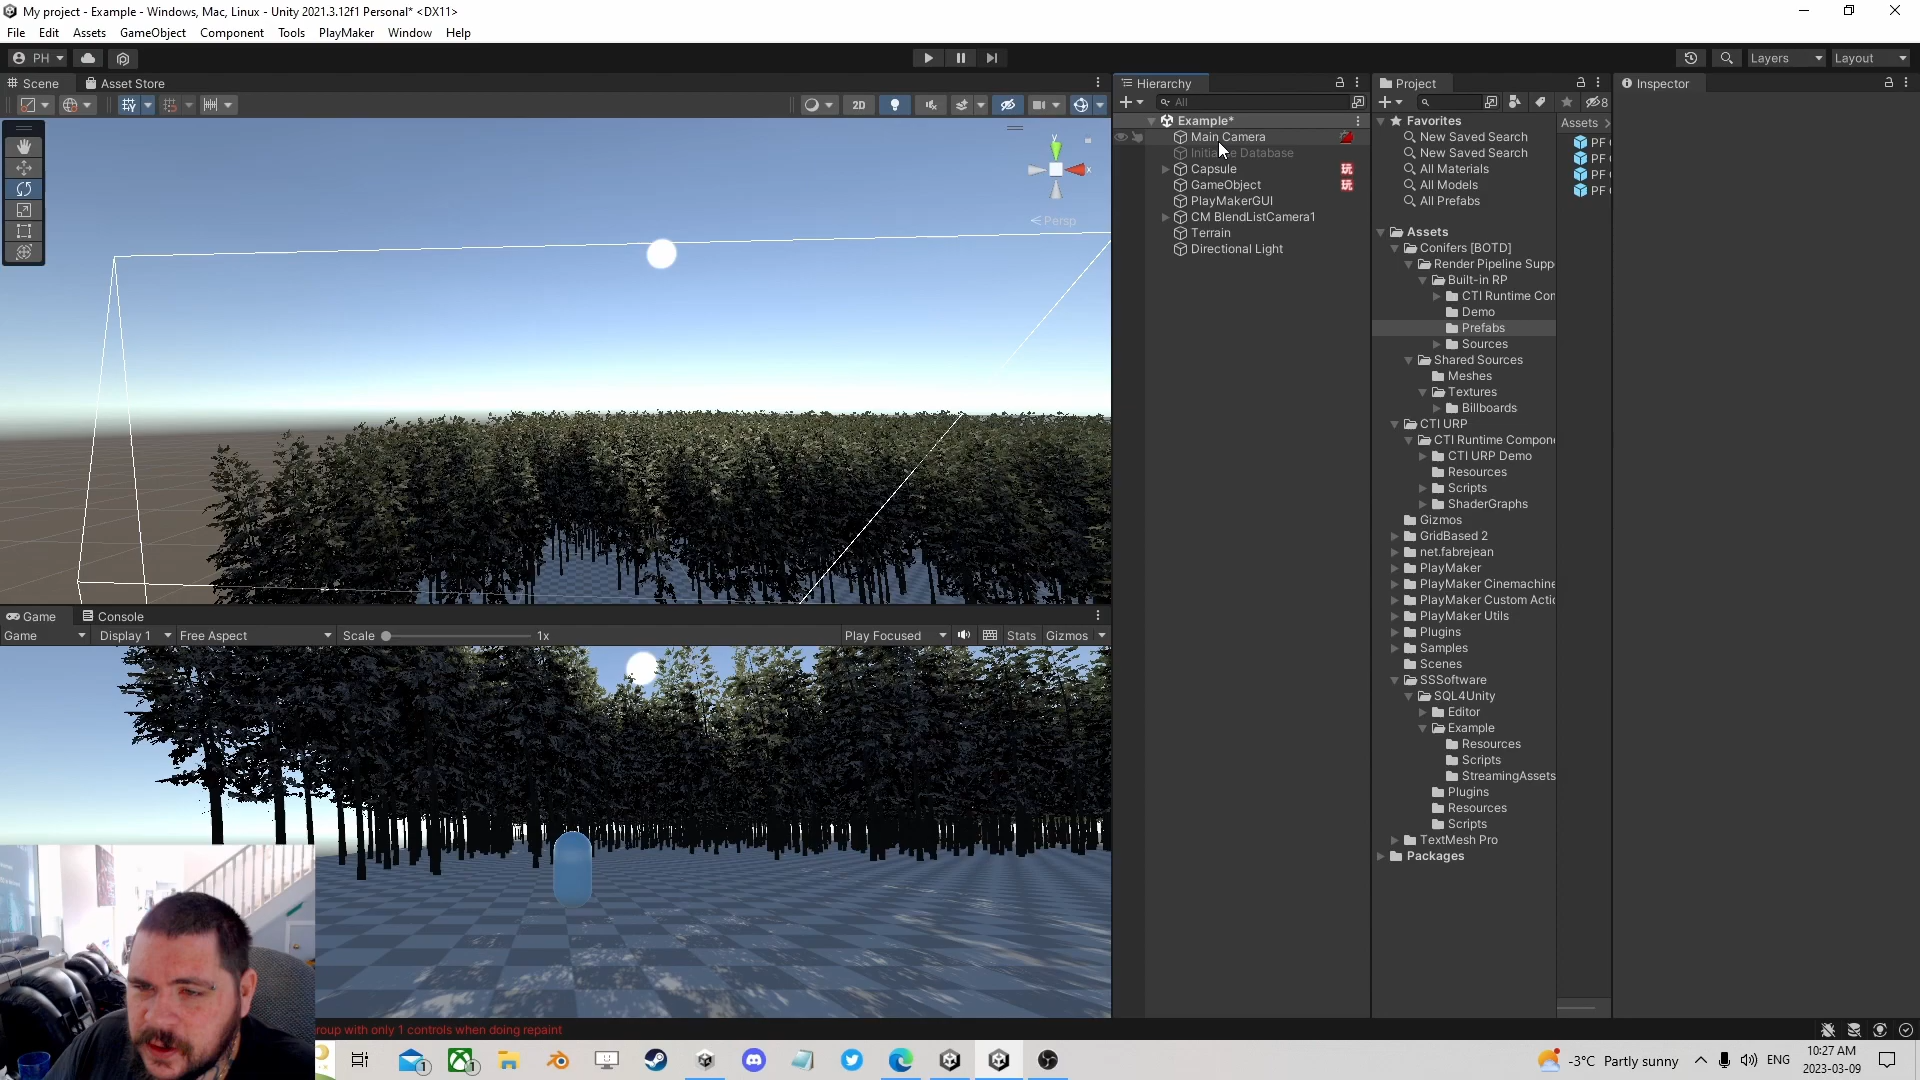 My project - Example - Windows, Mac, Linux - Unity 2021.3.12f1 Personal* <DX11>
File Edit Assets GameObject Component Tools PlayMaker Window Help
PH
Layers
Layout
Scene
Asset Store
2D
Persp
y
x
Game
Console
Game
Display 1
Free Aspect
Scale
1x
Play Focused
Stats
Gizmos
roup with only 1 controls when doing repaint
Hierarchy
All
Example*
Main Camera
Capsule
GameObject
PlayMakerGUI
CM BlendListCamera1
Terrain
Directional Light
玩
玩
Project
8
Favorites
New Saved Search
New Saved Search
All Materials
All Models
All Prefabs
Assets
Conifers [BOTD]
Render Pipeline Supp
Built-in RP
CTI Runtime Con
Demo
Prefabs
Sources
Shared Sources
Meshes
Textures
Billboards
CTI URP
CTI Runtime Compone
CTI URP Demo
Resources
Scripts
ShaderGraphs
Gizmos
GridBased 2
net.fabrejean
PlayMaker
PlayMaker Cinemachine
PlayMaker Custom Actio
PlayMaker Utils
Plugins
Samples
Scenes
SSSoftware
SQL4Unity
Editor
Example
Resources
Scripts
StreamingAssets
Plugins
Resources
Scripts
TextMesh Pro
Packages
Assets >
PF
PF
PF
PF
Inspector
-3°C Partly sunny
ENG
10:27 AM
2023-03-09